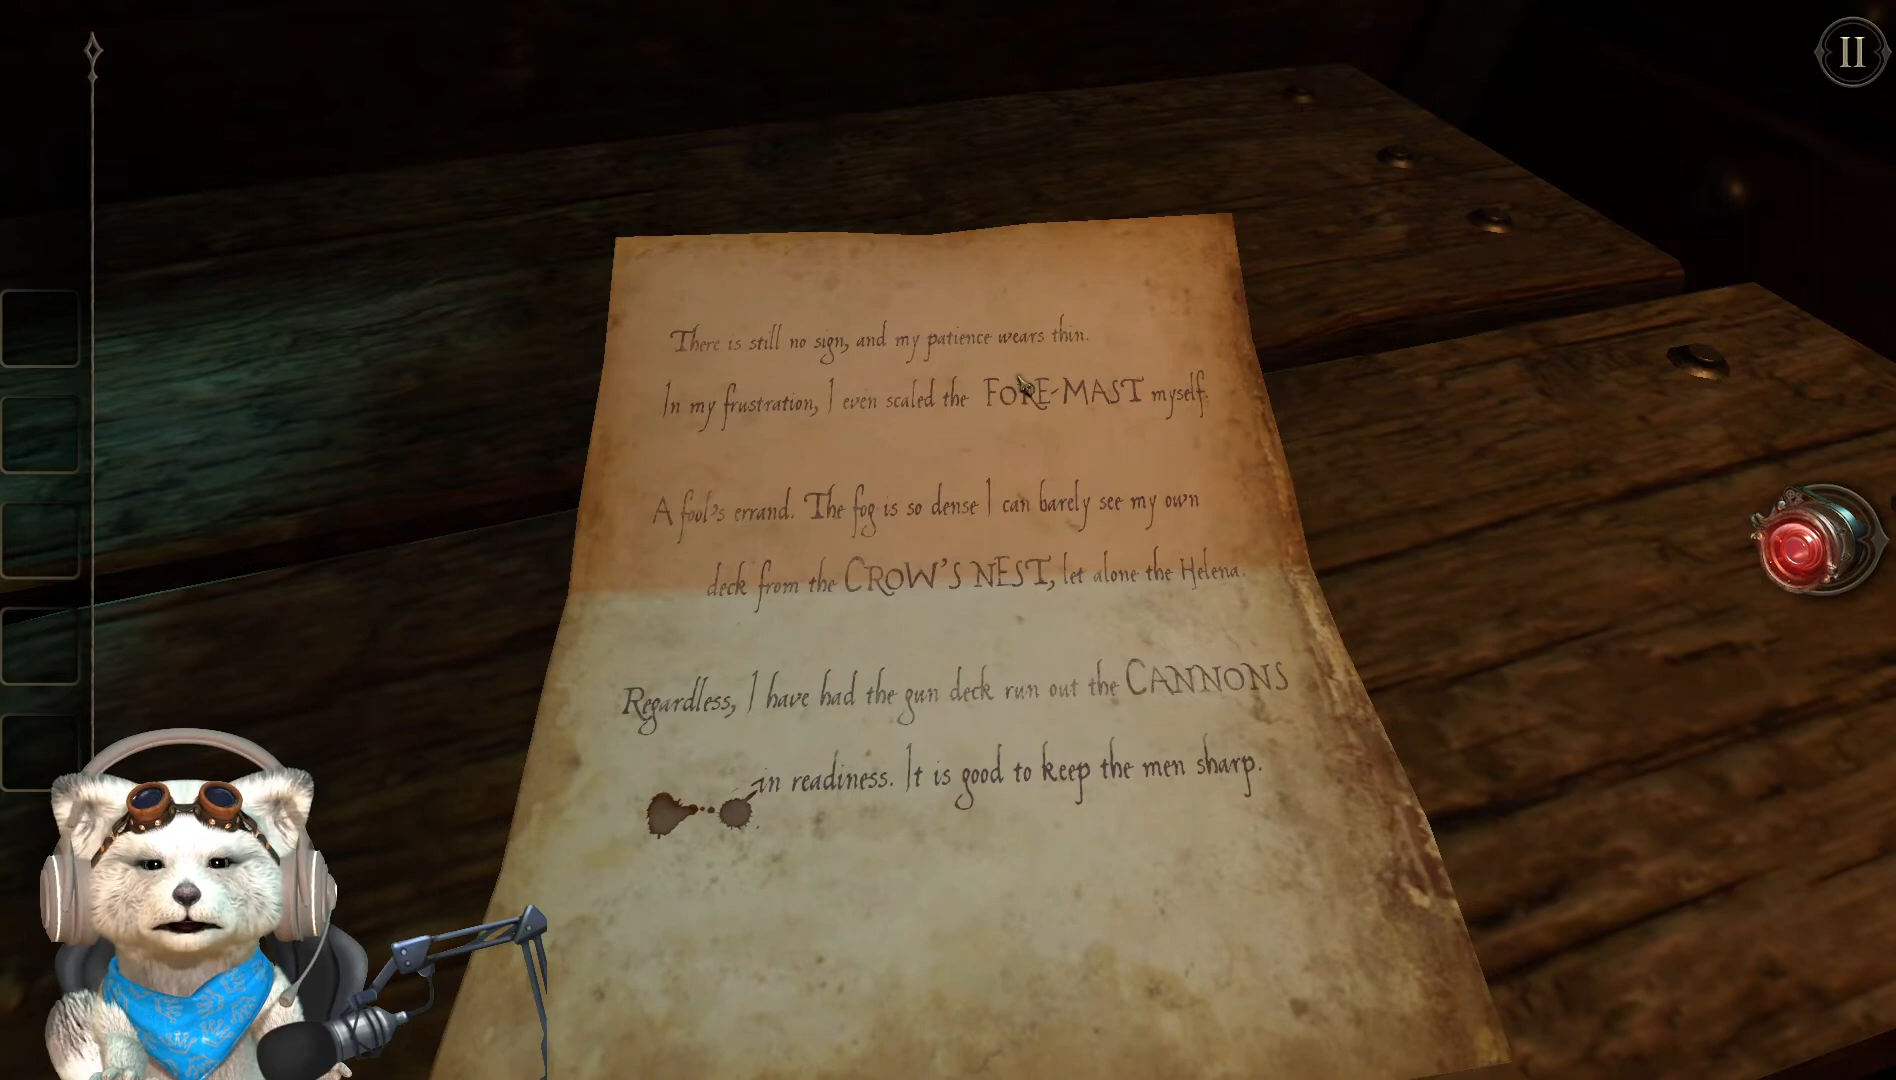 II
There is still no sign, and my patience wears thin.
In my frustration, I even scaled the FORE-MAST myself.
A fool's errand. The fog is so dense I can barely see my own
deck from the CROW'S NEST, let alone the Helena.
Regardless, I have had the gun deck run out the CANNONS
in readiness. It is good to keep the men sharp.